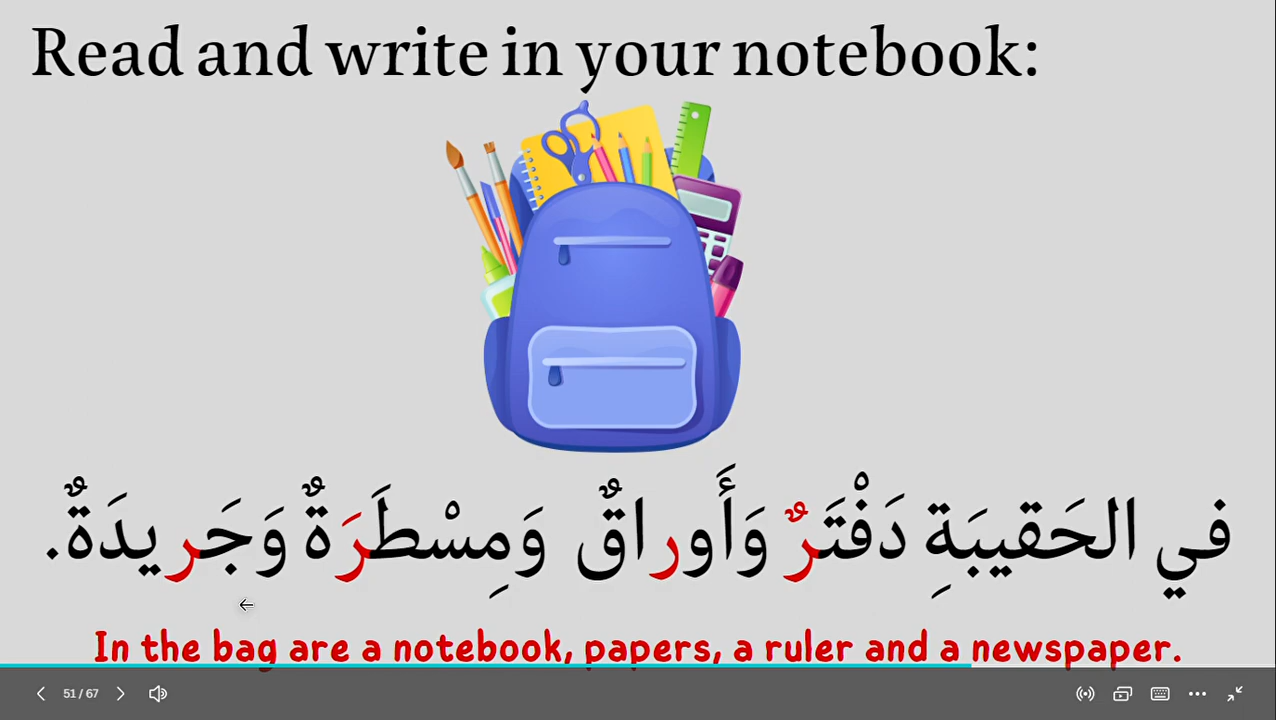 Read and write in your notebook:
في الحَقيبَةِ دَفْتَرٌ وَأَوراقٌ وَمِسْطَرَةٌ وَجَريدَةٌ.
In the bag are a notebook, papers, a ruler and a newspaper.
51 / 67